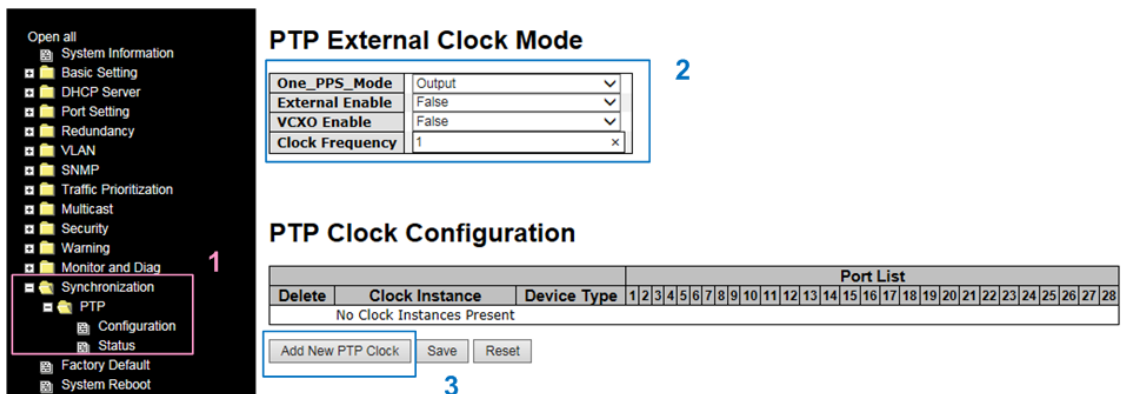 Open all
System Information
Basic Setting
DHCP Server
Port Setting
Redundancy
VLAN
SNMP
Traffic Prioritization
Multicast
Security
Warning
Monitor and Diag
1
Synchronization
PTP
Configuration
Status
Factory Default
System Reboot
PTP External Clock Mode
2
One_PPS_Mode Output
External Enable False
VCXO Enable False
Clock Frequency 1 ×
PTP Clock Configuration
Port List
Delete Clock Instance Device Type 1 2 3 4 5 6 7 8 9 10 11 12 13 14 15 16 17 18 19 20 21 22 23 24 25 26 27 28
No Clock Instances Present
Add New PTP Clock Save Reset
3